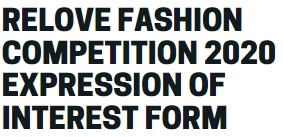 RELOVE FASHION
COMPETITION 2020
EXPRESSION OF
INTEREST FORM